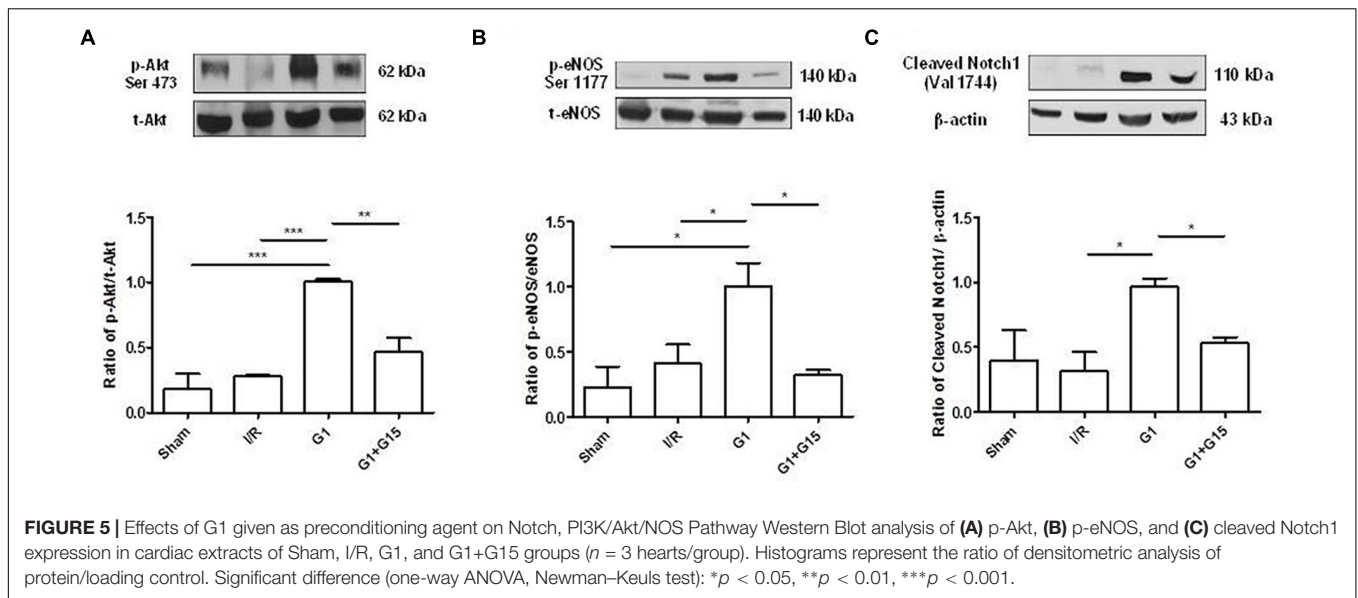 A
p-Akt
Ser 473
62 kDa
t-Akt
62 kDa
Ratio of p-Akt/t-Akt
1.5
1.0
0.5
0.0
***
***
**
Sham
I/R
G1
G1+G15
B
p-eNOS
Ser 1177
140 kDa
t-eNOS
140 kDa
Ratio of p-eNOS/eNOS
1.5
1.0
0.5
0.0
*
*
*
Sham
I/R
G1
G1+G15
C
Cleaved Notch1
(Val 1744)
110 kDa
β-actin
43 kDa
Ratio of Cleaved Notch1/ β-actin
1.5
1.0
0.5
0.0
*
*
Sham
I/R
G1
G1+G15
FIGURE 5 | Effects of G1 given as preconditioning agent on Notch, PI3K/Akt/NOS Pathway Western Blot analysis of (A) p-Akt, (B) p-eNOS, and (C) cleaved Notch1
expression in cardiac extracts of Sham, I/R, G1, and G1+G15 groups (n = 3 hearts/group). Histograms represent the ratio of densitometric analysis of
protein/loading control. Significant difference (one-way ANOVA, Newman–Keuls test): *p < 0.05, **p < 0.01, ***p < 0.001.